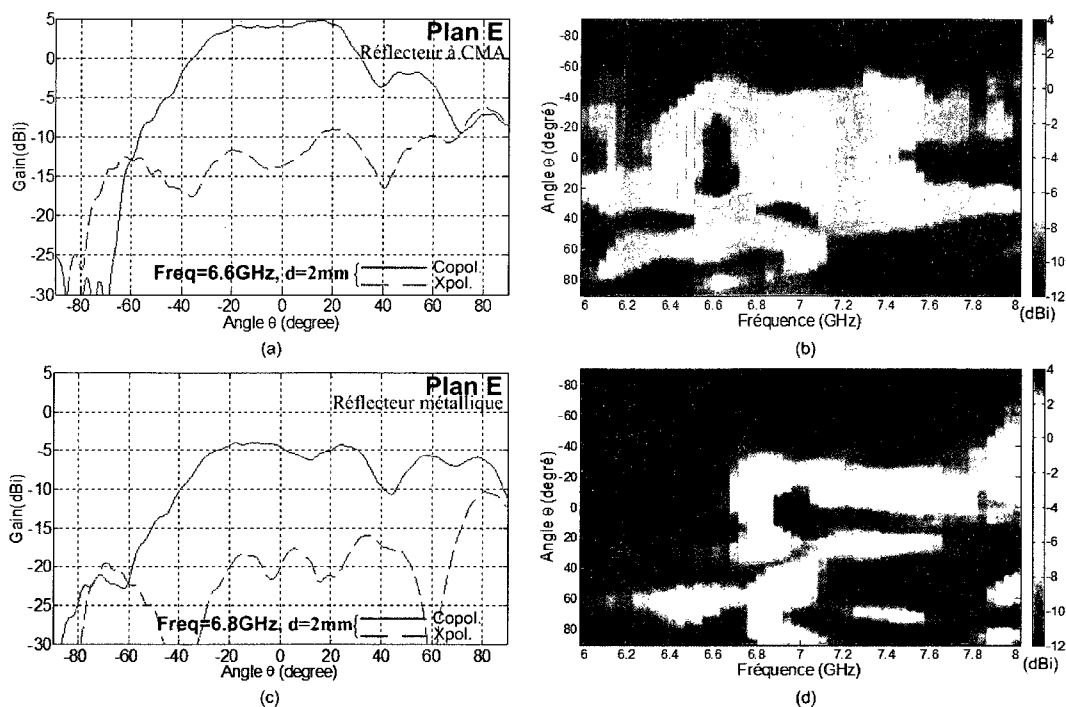 Plan E
Réflecteur à CMA
5
0
-5
-10
-15
-20
-25
-30
Gain(dBi)
Freq=6.6GHz, d=2mm
Copol.
Xpol.
-80 -60 -40 -20 0 20 40 60 80
Angle θ (degree)
(a)
-80
-60
-40
-20
0
20
40
60
80
Angle θ (degré)
6 6.2 6.4 6.6 6.8 7 7.2 7.4 7.6 7.8 8
Fréquence (GHz)
4
2
0
-2
-4
-6
-8
-10
-12
(dBi)
(b)
Plan E
Réflecteur métallique
5
0
-5
-10
-15
-20
-25
-30
Gain(dBi)
Freq=6.8GHz, d=2mm
Copol.
Xpol.
-80 -60 -40 -20 0 20 40 60 80
Angle θ (degree)
(c)
-80
-60
-40
-20
0
20
40
60
80
Angle θ (degré)
6 6.2 6.4 6.6 6.8 7 7.2 7.4 7.6 7.8 8
Fréquence (GHz)
4
2
0
-2
-4
-6
-8
-10
-12
(dBi)
(d)